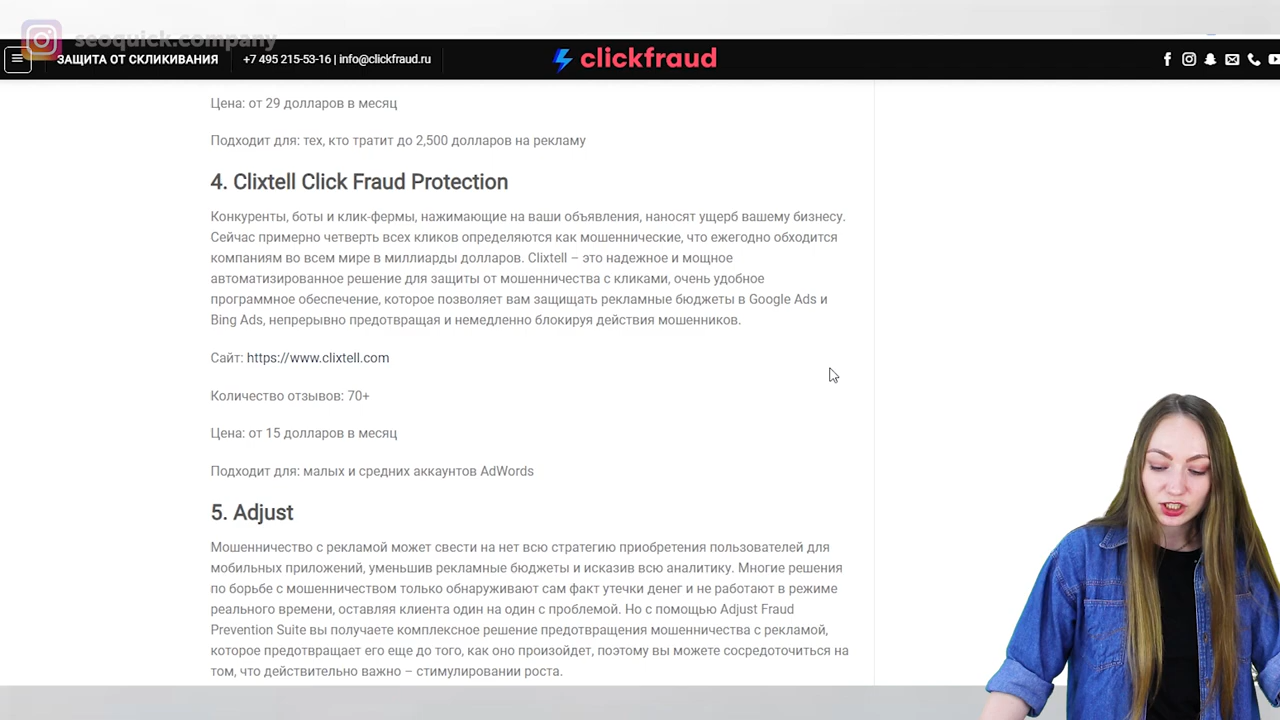 seoquick.company
ЗАЩИТА ОТ СКЛИКИВАНИЯ
+7 495 215-53-16 | info@clickfraud.ru
clickfraud
Цена: от 29 долларов в месяц
Подходит для: тех, кто тратит до 2,500 долларов на рекламу
4. Clixtell Click Fraud Protection
Конкуренты, боты и клик-фермы, нажимающие на ваши объявления, наносят ущерб вашему бизнесу.
Сейчас примерно четверть всех кликов определяются как мошеннические, что ежегодно обходится
компаниям во всем мире в миллиарды долларов. Clixtell – это надежное и мощное
автоматизированное решение для защиты от мошенничества с кликами, очень удобное
программное обеспечение, которое позволяет вам защищать рекламные бюджеты в Google Ads и
Bing Ads, непрерывно предотвращая и немедленно блокируя действия мошенников.
Сайт: https://www.clixtell.com
Количество отзывов: 70+
Цена: от 15 долларов в месяц
Подходит для: малых и средних аккаунтов AdWords
5. Adjust
Мошенничество с рекламой может свести на нет всю стратегию приобретения пользователей для
мобильных приложений, уменьшив рекламные бюджеты и исказив всю аналитику. Многие решения
по борьбе с мошенничеством только обнаруживают сам факт утечки денег и не работают в режиме
реального времени, оставляя клиента один на один с проблемой. Но с помощью Adjust Fraud
Prevention Suite вы получаете комплексное решение предотвращения мошенничества с рекламой,
которое предотвращает его еще до того, как оно произойдет, поэтому вы можете сосредоточиться на
том, что действительно важно – стимулировании роста.